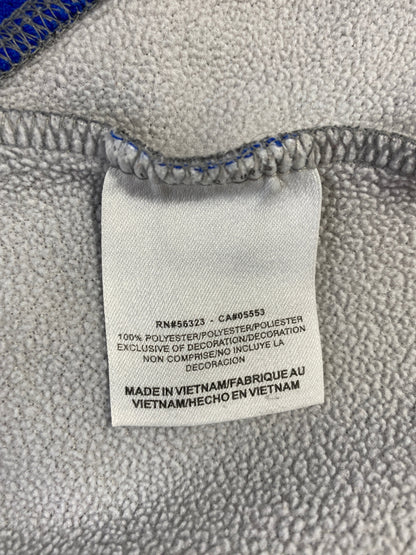 RN#56323 - CA#05553
100% POLYESTER/POLYESTER/POLIESTER
EXCLUSIVE OF DECORATION/DECORATION
NON COMPRISE/NO INCLUYE LA
DECORACIÓN
MADE IN VIETNAM/FABRIQUE AU
VIETNAM/HECHO EN VIETNAM